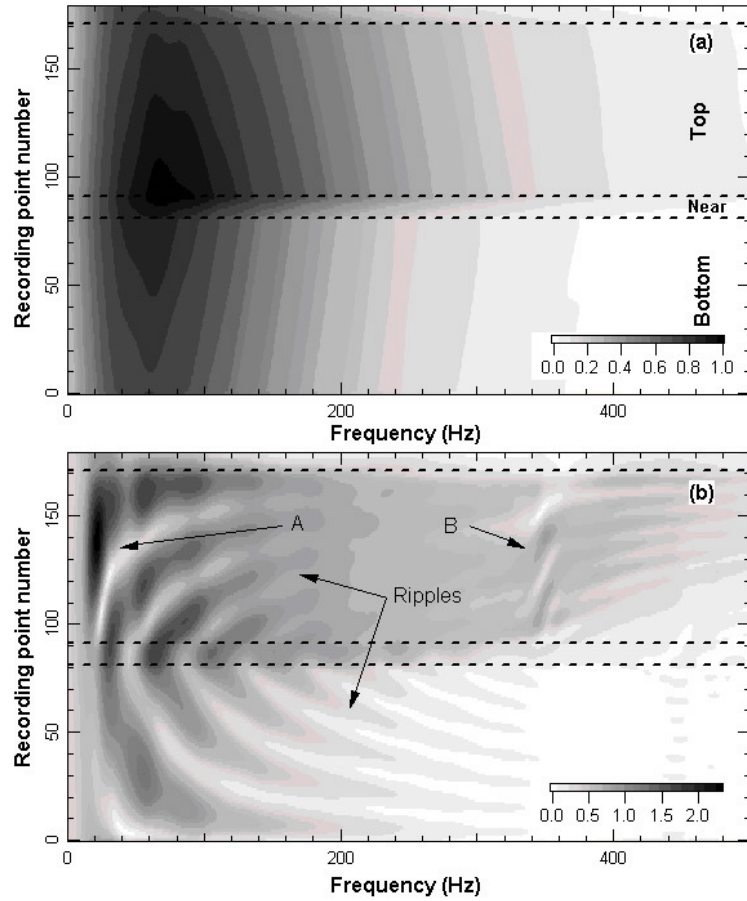 Recording point number
150
100
50
0
(a)
Top
Near
Bottom
0.0 0.2 0.4 0.6 0.8 1.0
0 200 400
Frequency (Hz)
Recording point number
150
100
50
0
(b)
A
B
Ripples
0.0 0.5 1.0 1.5 2.0
0 200 400
Frequency (Hz)